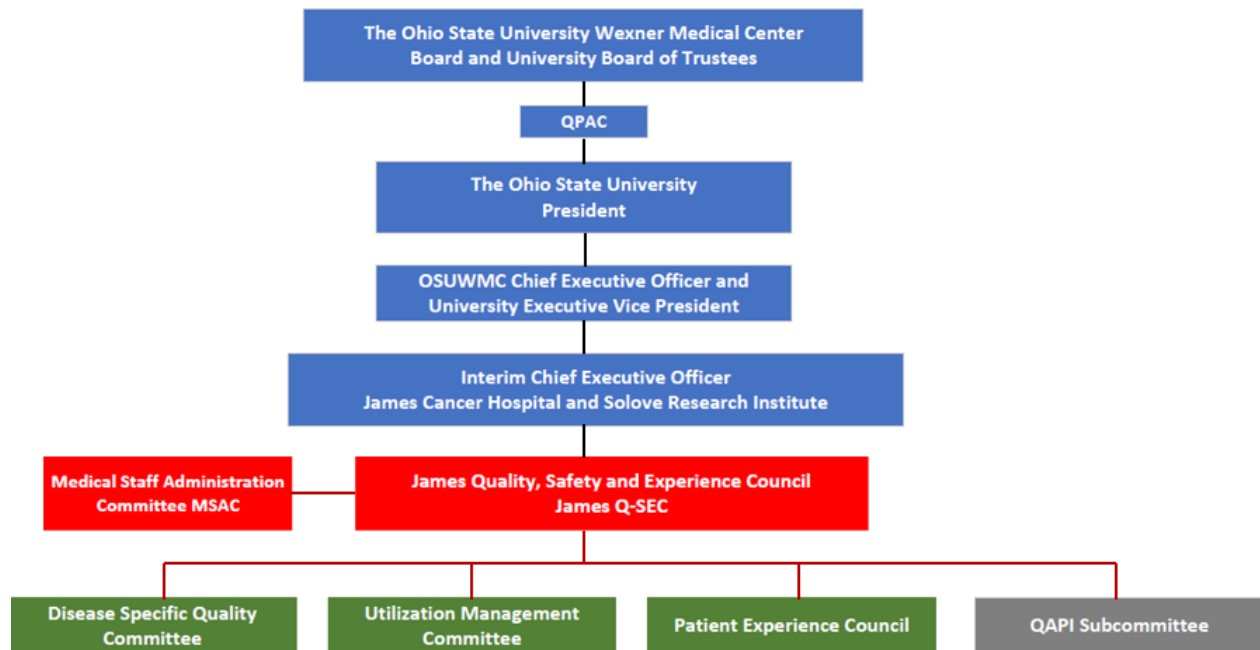 The Ohio State University Wexner Medical Center
Board and University Board of Trustees
QPAC
The Ohio State University
President
OSUWMC Chief Executive Officer and
University Executive Vice President
Interim Chief Executive Officer
James Cancer Hospital and Solove Research Institute
Medical Staff Administration
Committee MSAC
James Quality, Safety and Experience Council
James Q-SEC
Disease Specific Quality
Committee
Utilization Management
Committee
Patient Experience Council
QAPI Subcommittee